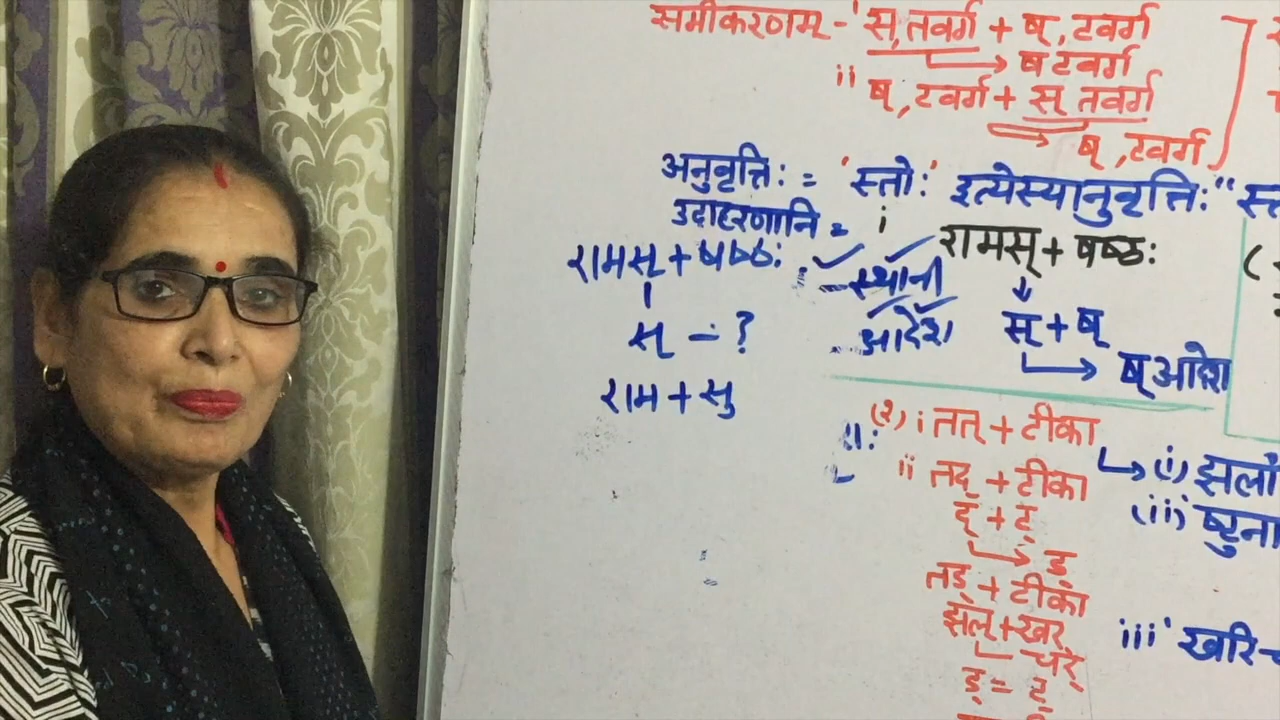 समीकरणम् - ' स्, तवर्ग + ष्, टवर्ग
→ ष टवर्ग
ii ष्, टवर्ग + स् तवर्ग
→ ष्, टवर्ग
अनुवृत्तिः = 'स्तोः' इत्येस्यानुवृत्तिः "
उदाहरणानि = i
रामस् + षष्ठः
स् - ?
राम + सु
स्थानी
आदेश
रामस् + षष्ठः
स् + ष्
ष् आदेश
(२) i तत् + टीका
ii तद् + टीका
द् + ट्
→ ड्
तड् + टीका
झल् + खर्
चर्
ड् = ट्
(i) झलां
(ii) ष्टुना
iii खरि-